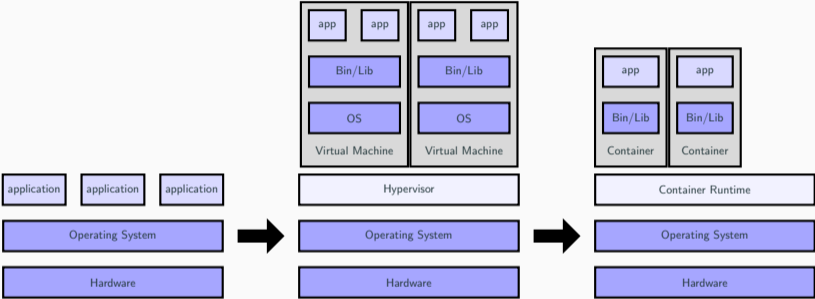 application application application
Operating System
Hardware
app app app app
Bin/Lib Bin/Lib
OS OS
Virtual Machine Virtual Machine
Hypervisor
Operating System
Hardware
app app
Bin/Lib Bin/Lib
Container Container
Container Runtime
Operating System
Hardware